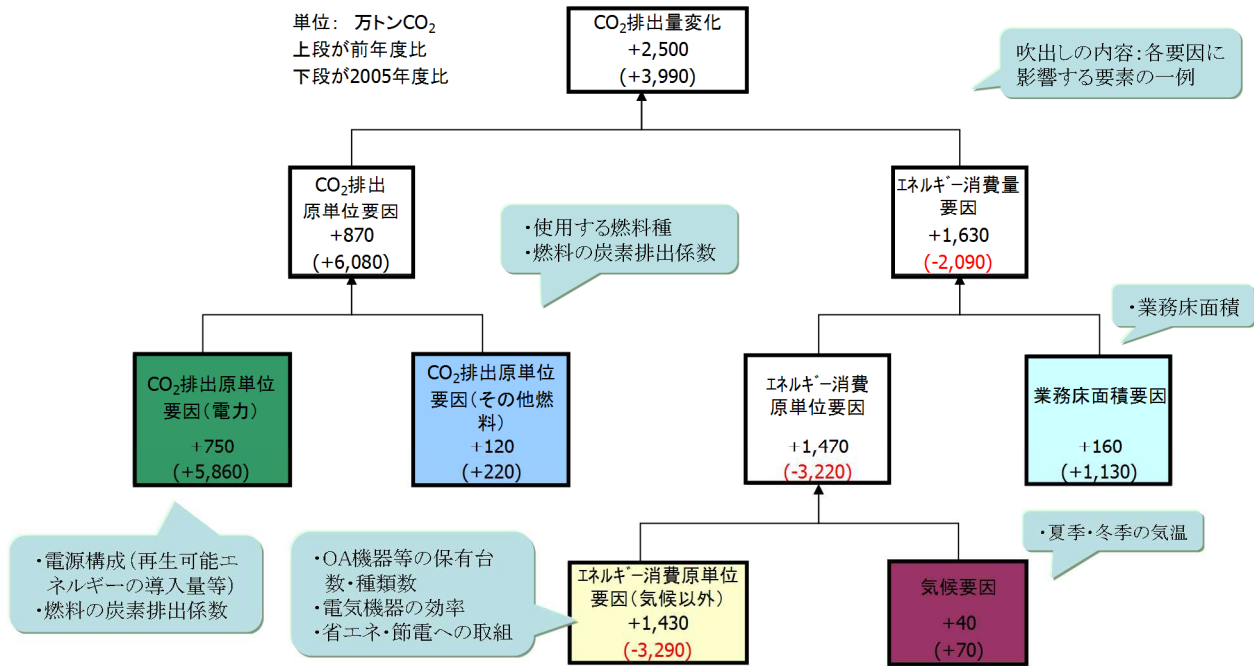 単位: 万トンCO₂
上段が前年度比
下段が2005年度比
CO₂排出量変化
+2,500
(+3,990)
吹出しの内容:各要因に
影響する要素の一例
CO₂排出
原単位要因
+870
(+6,080)
・使用する燃料種
・燃料の炭素排出係数
エネルギー消費量
要因
+1,630
(-2,090)
・業務床面積
CO₂排出原単位
要因(電力)
+750
(+5,860)
CO₂排出原単位
要因(その他燃
料)
+120
(+220)
エネルギー消費
原単位要因
+1,470
(-3,220)
業務床面積要因
+160
(+1,130)
・電源構成(再生可能エ
ネルギーの導入量等)
・燃料の炭素排出係数
・OA機器等の保有台
数・種類数
・電気機器の効率
・省エネ・節電への取組
エネルギー消費原単位
要因(気候以外)
+1,430
(-3,290)
・夏季・冬季の気温
気候要因
+40
(+70)